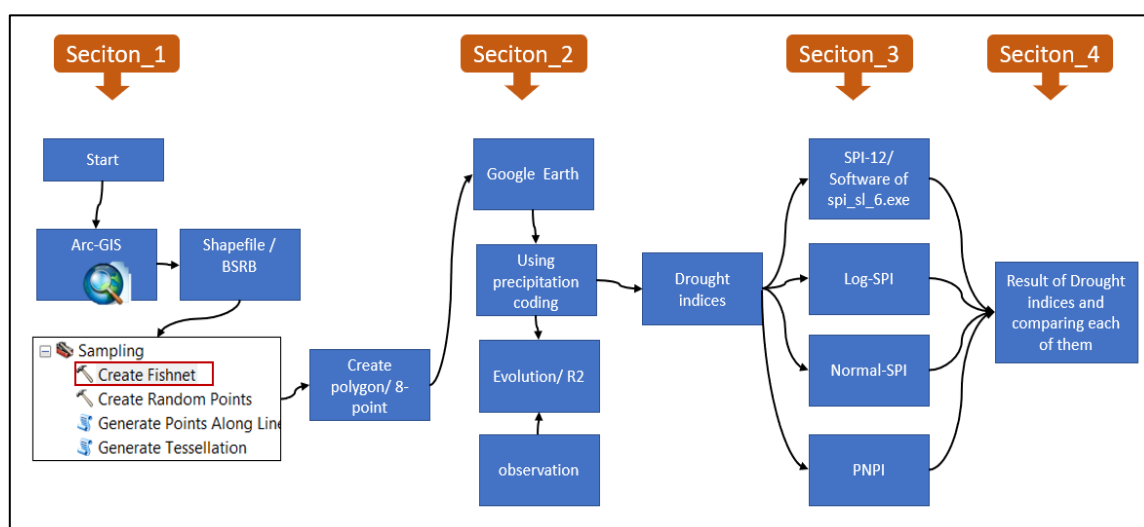 Seciton_1
Seciton_2
Seciton_3
Seciton_4
Start
Arc-GIS
Shapefile /
BSRB
Sampling
Create Fishnet
Create Random Points
Generate Points Along Line
Generate Tessellation
Create
polygon/ 8-
point
Google Earth
Using
precipitation
coding
Evolution/ R2
observation
Drought
indices
SPI-12/
Software of
spi_sl_6.exe
Log-SPI
Normal-SPI
PNPI
Result of Drought
indices and
comparing each
of them